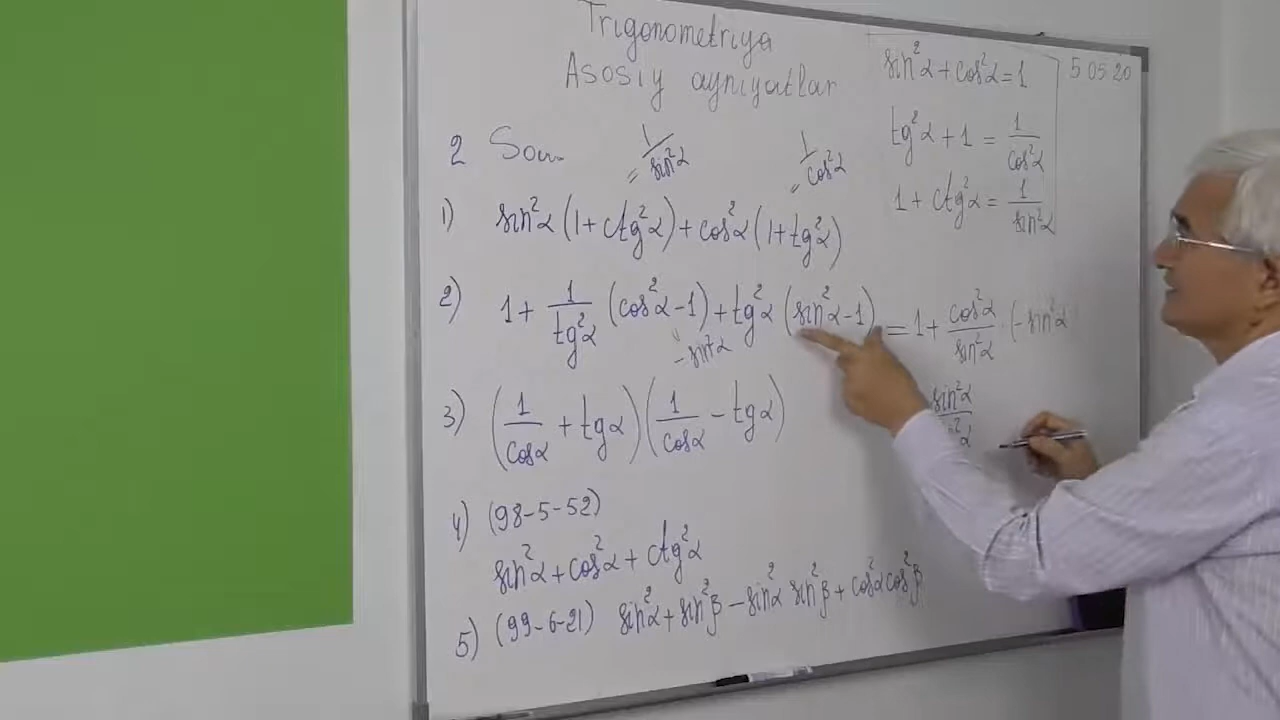 Trigonometriya
Asosiy ayniyatlar
5 05 20
sin²α + cos²α = 1
tg²α + 1 = 1/cos²α
1 + ctg²α = 1/sin²α
2
= 1/sin²α
= 1/cos²α
1) sin²α (1 + ctg²α) + cos²α (1 + tg²α)
2) 1 + 1/tg²α (cos²α - 1) + tg²α (sin²α - 1) = 1 + cos²α/sin²α (- sin²α
- sin²α
sin²α
3) (1/cosα + tgα)(1/cosα - tgα)
4) (98-5-52)
sin²α + cos²α + ctg²α
5) (99-6-21) sin²α + sin²β - sin²α sin²β + cos²α cos²β